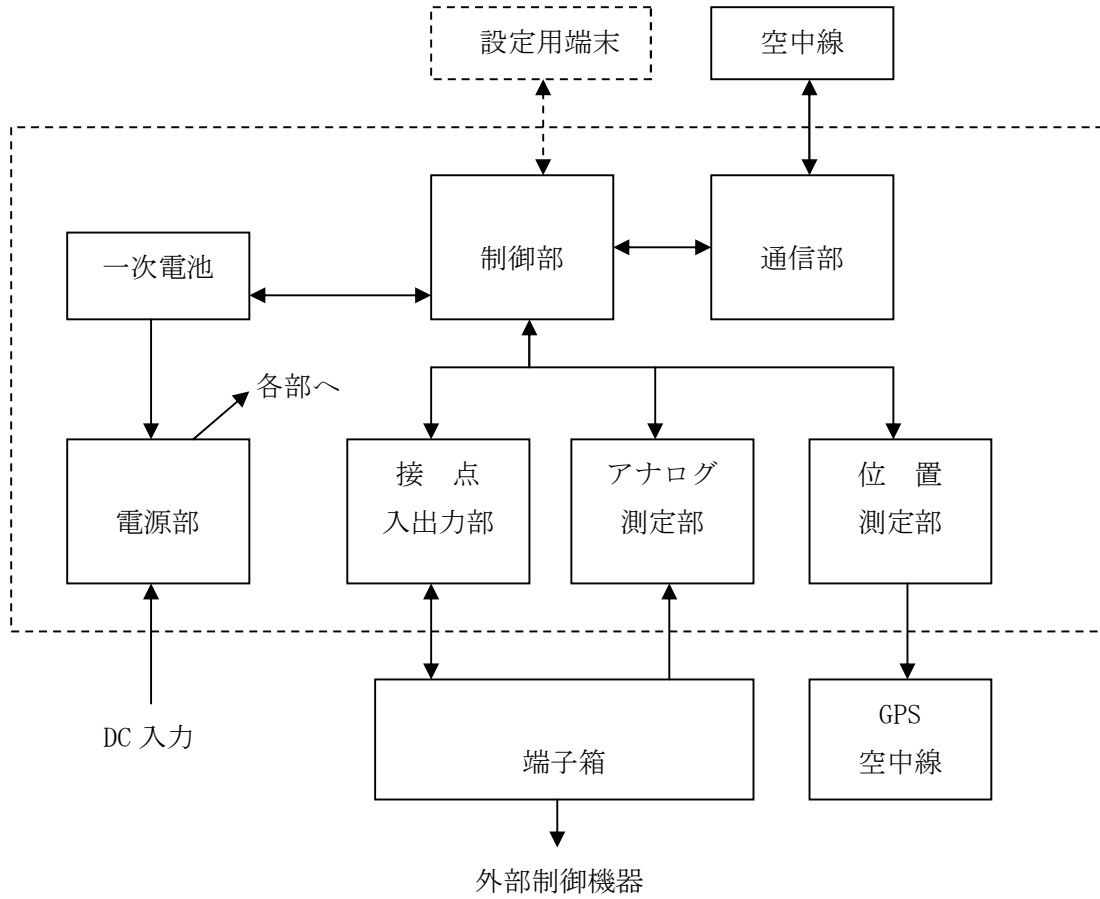 設定用端末
空中線
制御部
通信部
一次電池
各部へ
電源部
接　点
入出力部
アナログ
測定部
位　置
測定部
DC 入力
端子箱
GPS
空中線
外部制御機器